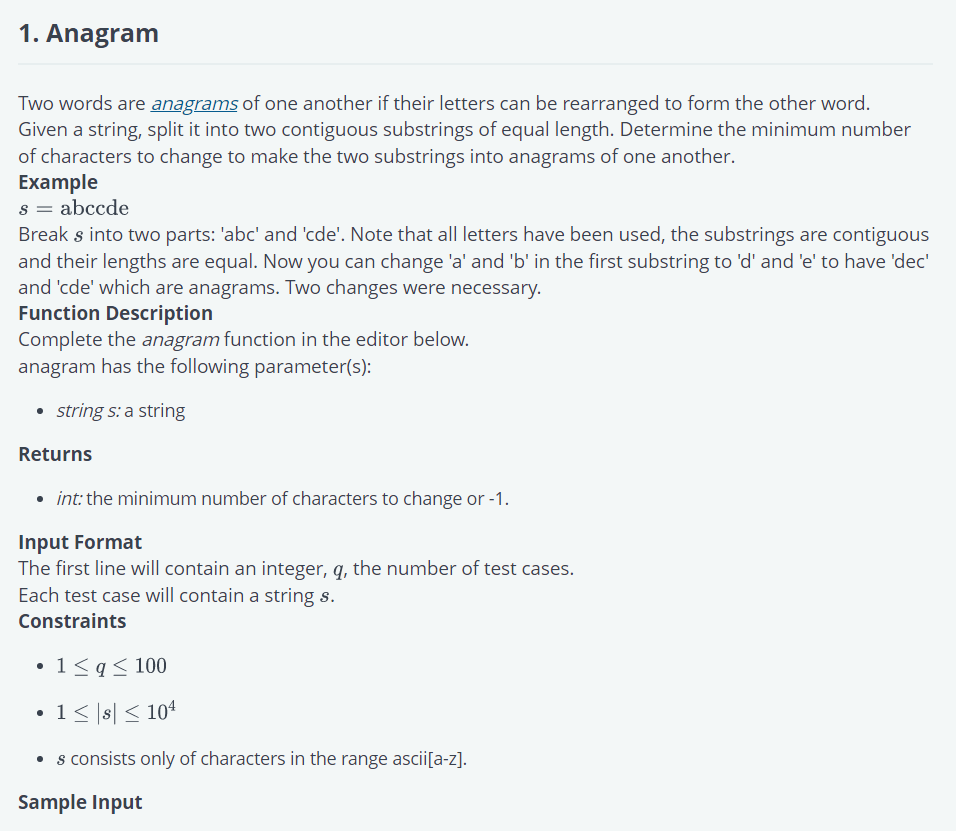 1. Anagram
Two words are anagrams of one another if their letters can be rearranged to form the other word.
Given a string, split it into two contiguous substrings of equal length. Determine the minimum number
of characters to change to make the two substrings into anagrams of one another.
Example
s = abccde
Break s into two parts: 'abc' and 'cde'. Note that all letters have been used, the substrings are contiguous
and their lengths are equal. Now you can change 'a' and 'b' in the first substring to 'd' and 'e' to have 'dec'
and 'cde' which are anagrams. Two changes were necessary.
Function Description
Complete the anagram function in the editor below.
anagram has the following parameter(s):
• string s: a string
Returns
• int: the minimum number of characters to change or -1.
Input Format
The first line will contain an integer, q, the number of test cases.
Each test case will contain a string s.
Constraints
• 1 ≤ q ≤ 100
• 1 ≤ |s| ≤ 10⁴
• s consists only of characters in the range ascii[a-z].
Sample Input